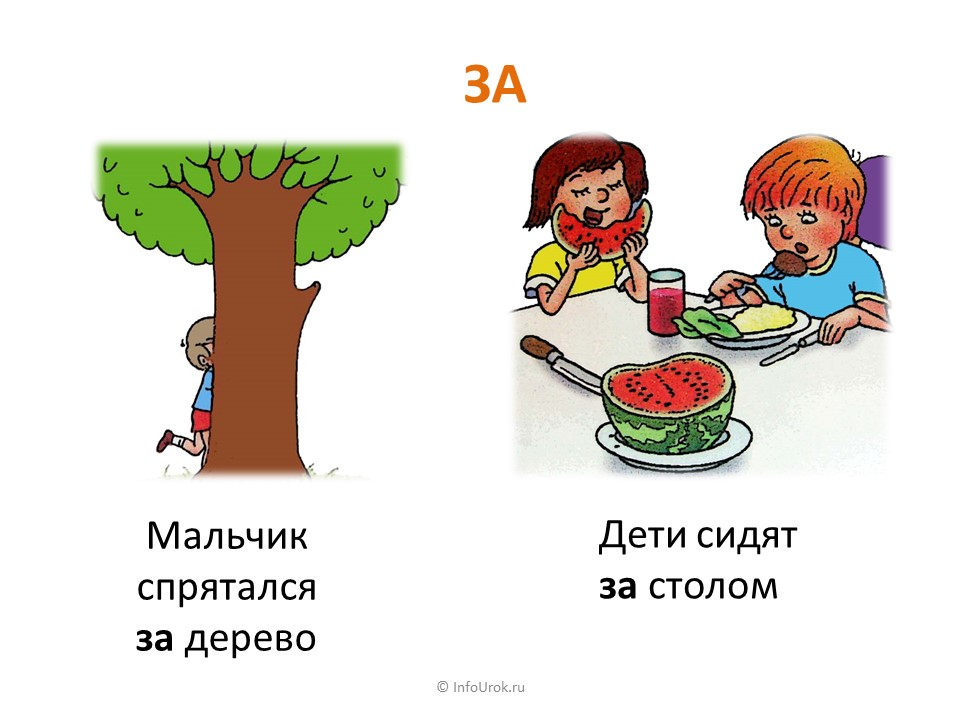 ЗА
Мальчик
спрятался
за дерево
Дети сидят
за столом
© InfoUrok.ru